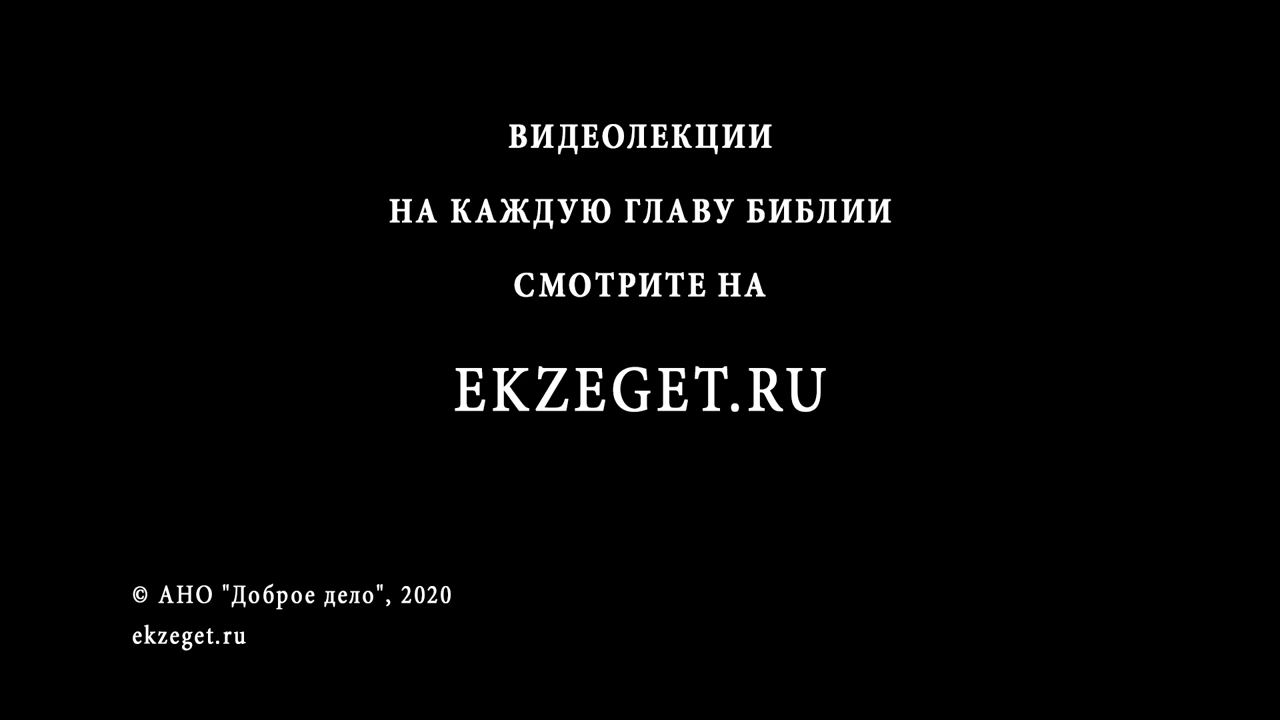 ВИДЕОЛЕКЦИИ
НА КАЖДУЮ ГЛАВУ БИБЛИИ
СМОТРИТЕ НА
EKZEGET.RU
© АНО "Доброе дело", 2020
ekzeget.ru